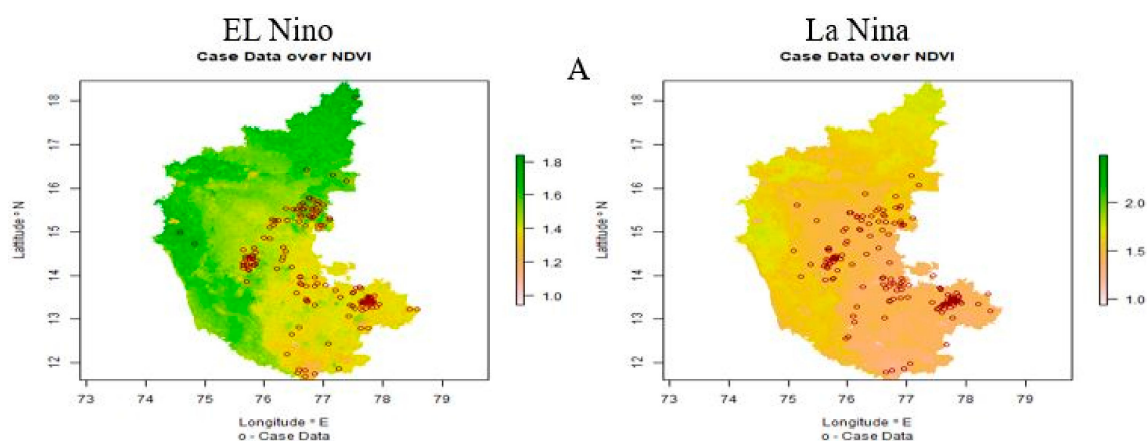 EL Nino
Case Data over NDVI
La Nina
Case Data over NDVI
A
18
17
16
15
14
13
12
Lattitude ° N
73 74 75 76 77 78 79
Longitude ° E
o - Case Data
1.8
1.6
1.4
1.2
1.0
18
17
16
15
14
13
12
Lattitude ° N
73 74 75 76 77 78 79
Longitude ° E
o - Case Data
2.0
1.5
1.0